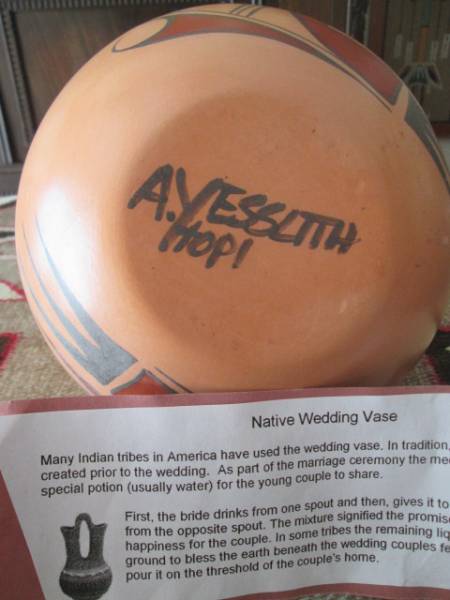 A.YESSLITH
HOPI
Native Wedding Vase
Many Indian tribes in America have used the wedding vase. In tradition,
created prior to the wedding. As part of the marriage ceremony the
special potion (usually water) for the young couple to share.
First, the bride drinks from one spout and then, gives it to
from the opposite spout. The mixture signified the
happiness for the couple. In some tribes the remaining
ground to bless the earth beneath the wedding couples
pour it on the threshold of the couple's home.